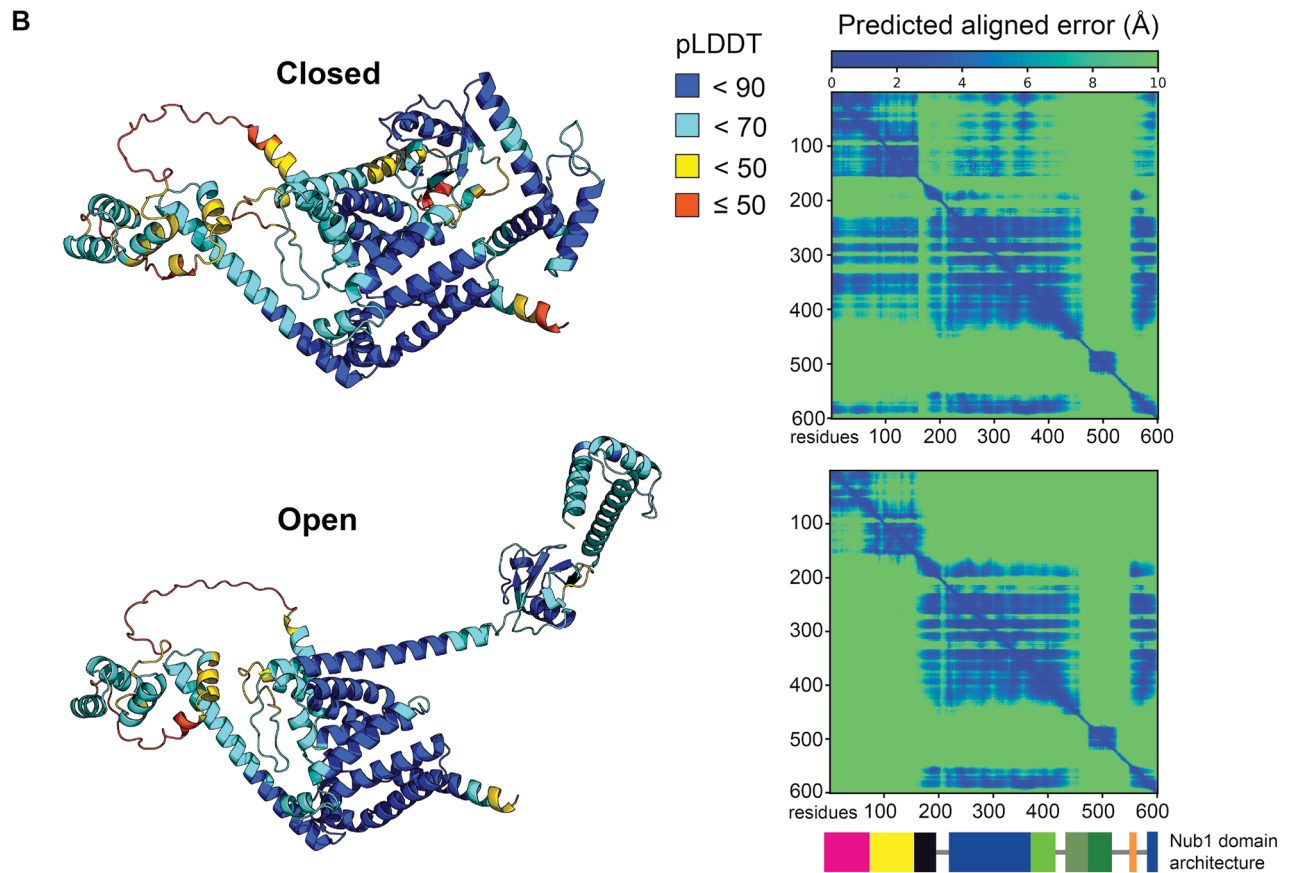 B
Closed
pLDDT
< 90
< 70
< 50
≤ 50
Predicted aligned error (Å)
0 2 4 6 8 10
100
200
300
400
500
600
residues 100 200 300 400 500 600
Open
100
200
300
400
500
600
residues 100 200 300 400 500 600
Nub1 domain
architecture